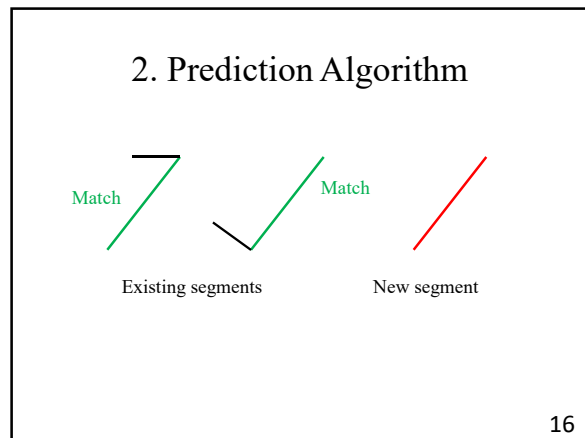 2. Prediction Algorithm
Match
Match
Existing segments
New segment
16